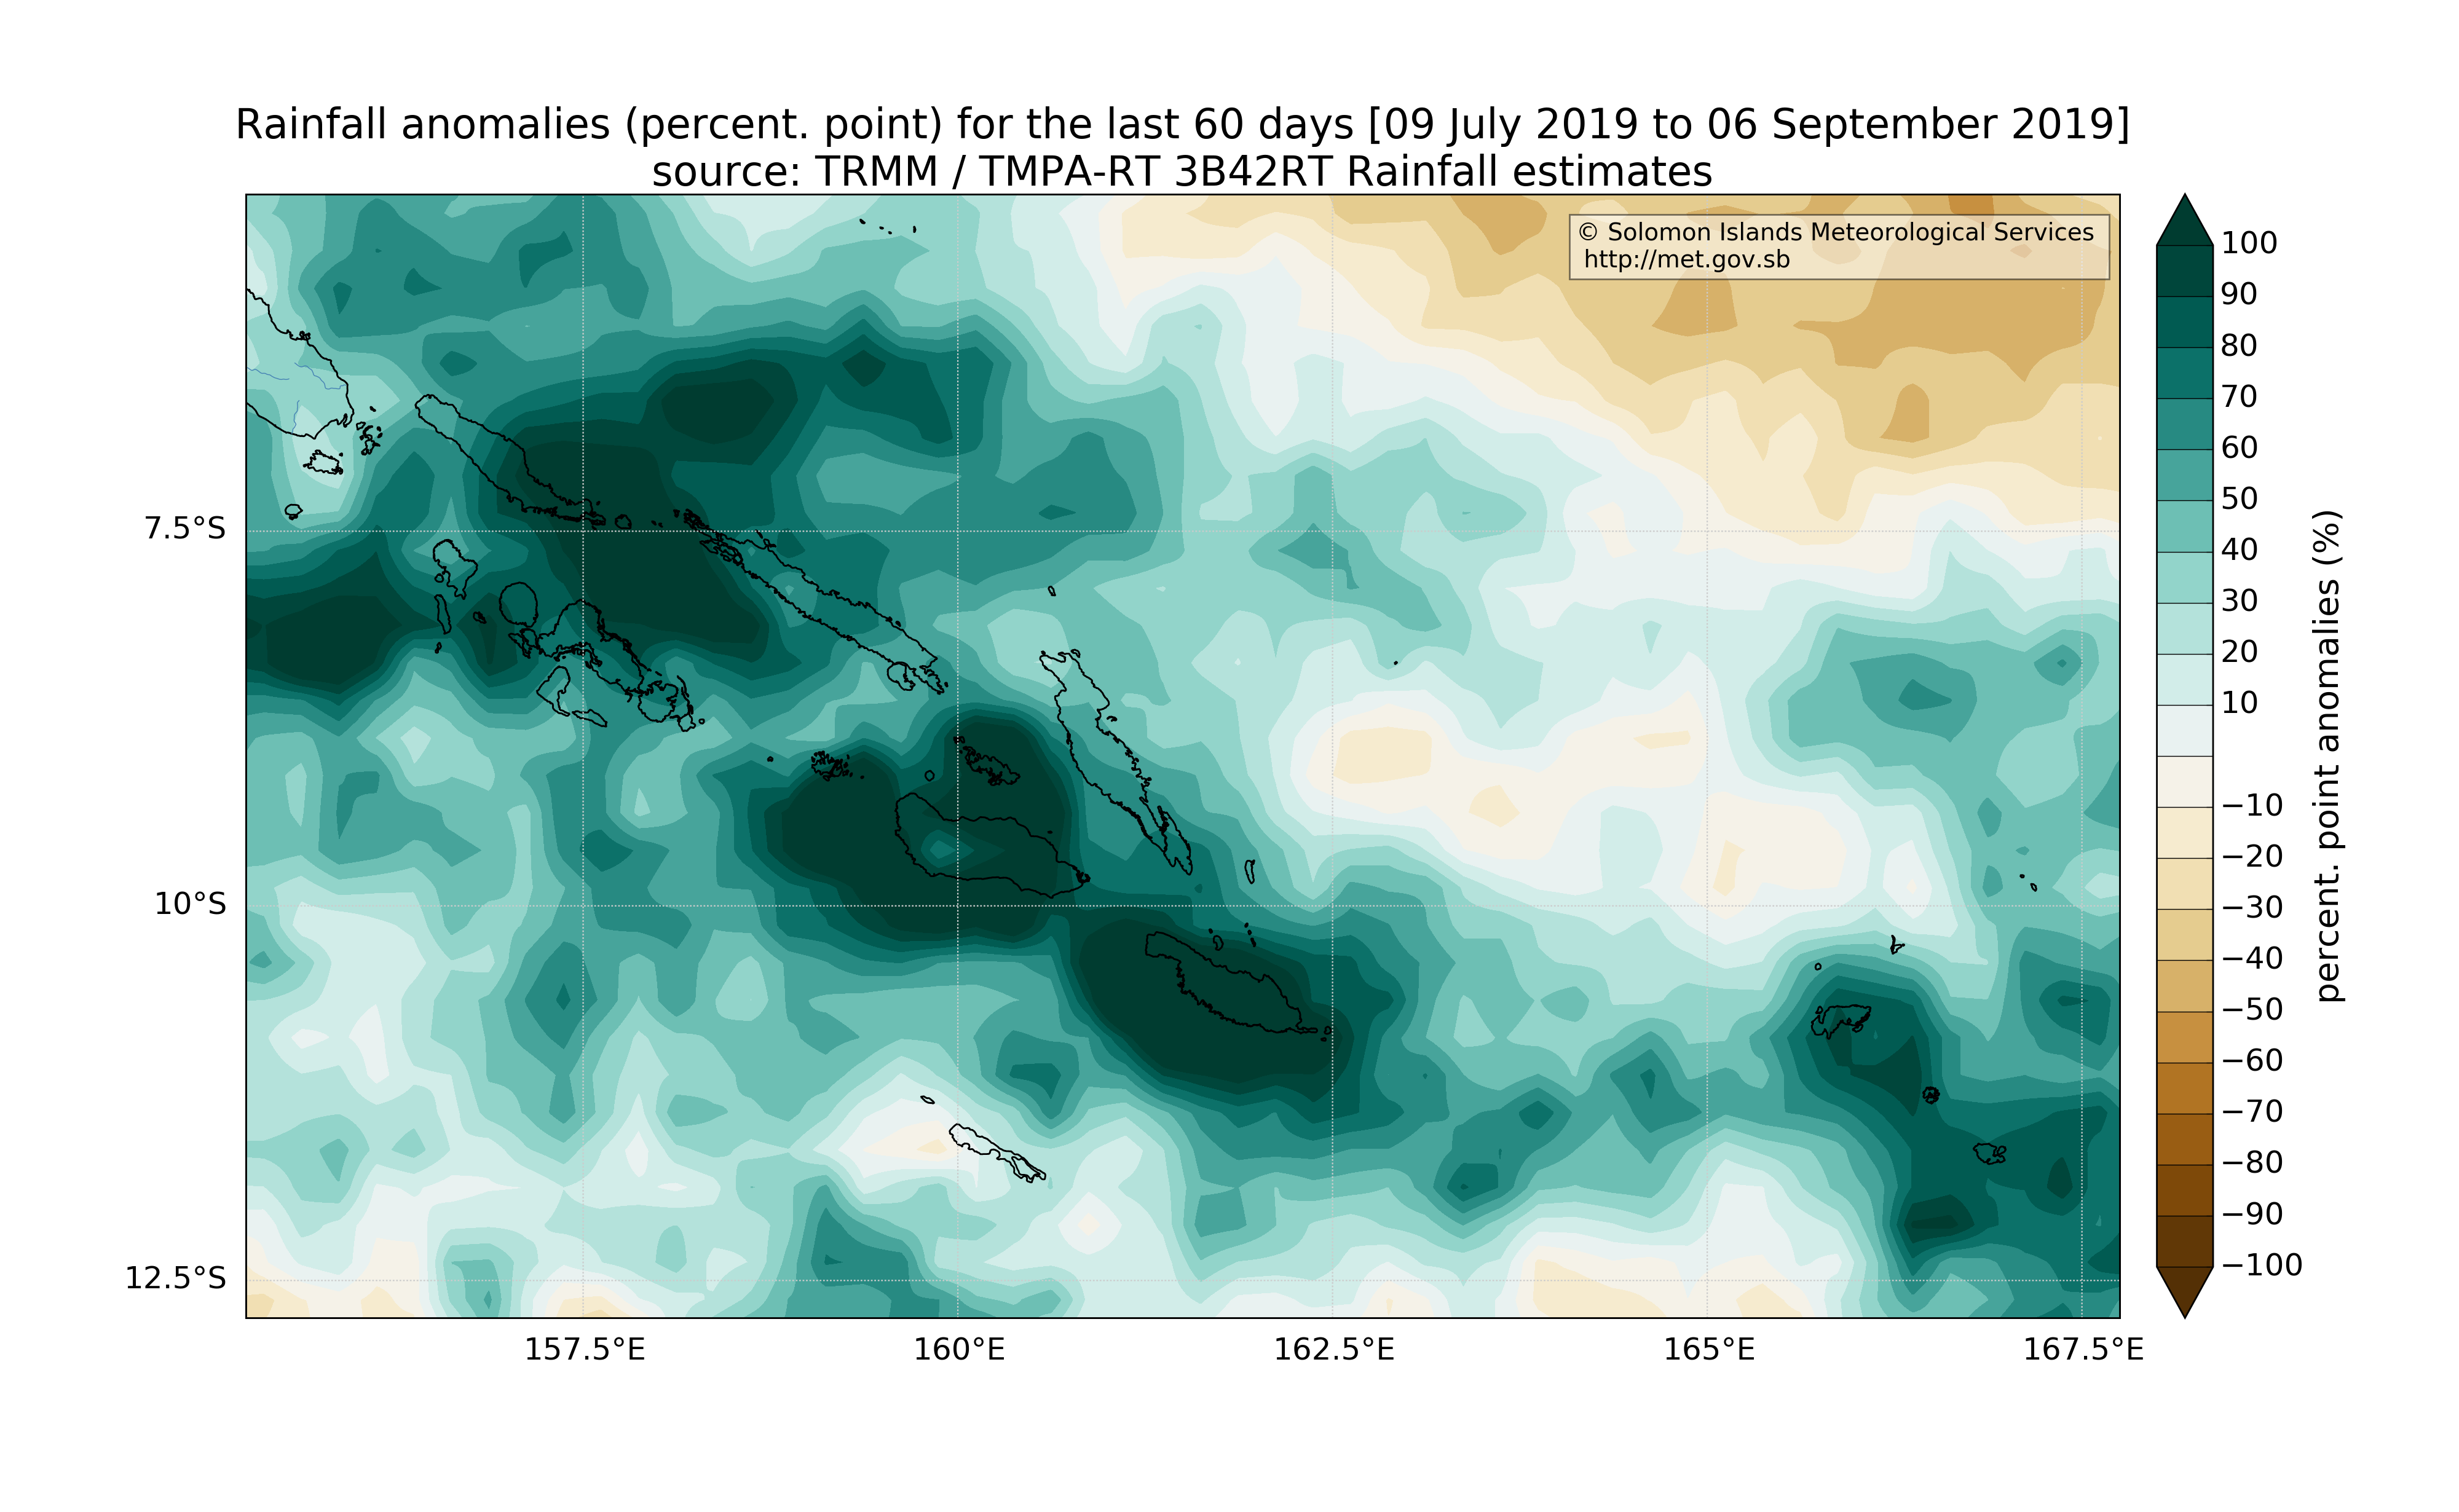 Rainfall anomalies (percent. point) for the last 60 days [09 July 2019 to 06 September 2019]
source: TRMM / TMPA-RT 3B42RT Rainfall estimates
© Solomon Islands Meteorological Services
http://met.gov.sb
7.5°S
10°S
12.5°S
157.5°E
160°E
162.5°E
165°E
167.5°E
100
90
80
70
60
50
40
30
20
10
−10
−20
−30
−40
−50
−60
−70
−80
−90
−100
percent. point anomalies (%)